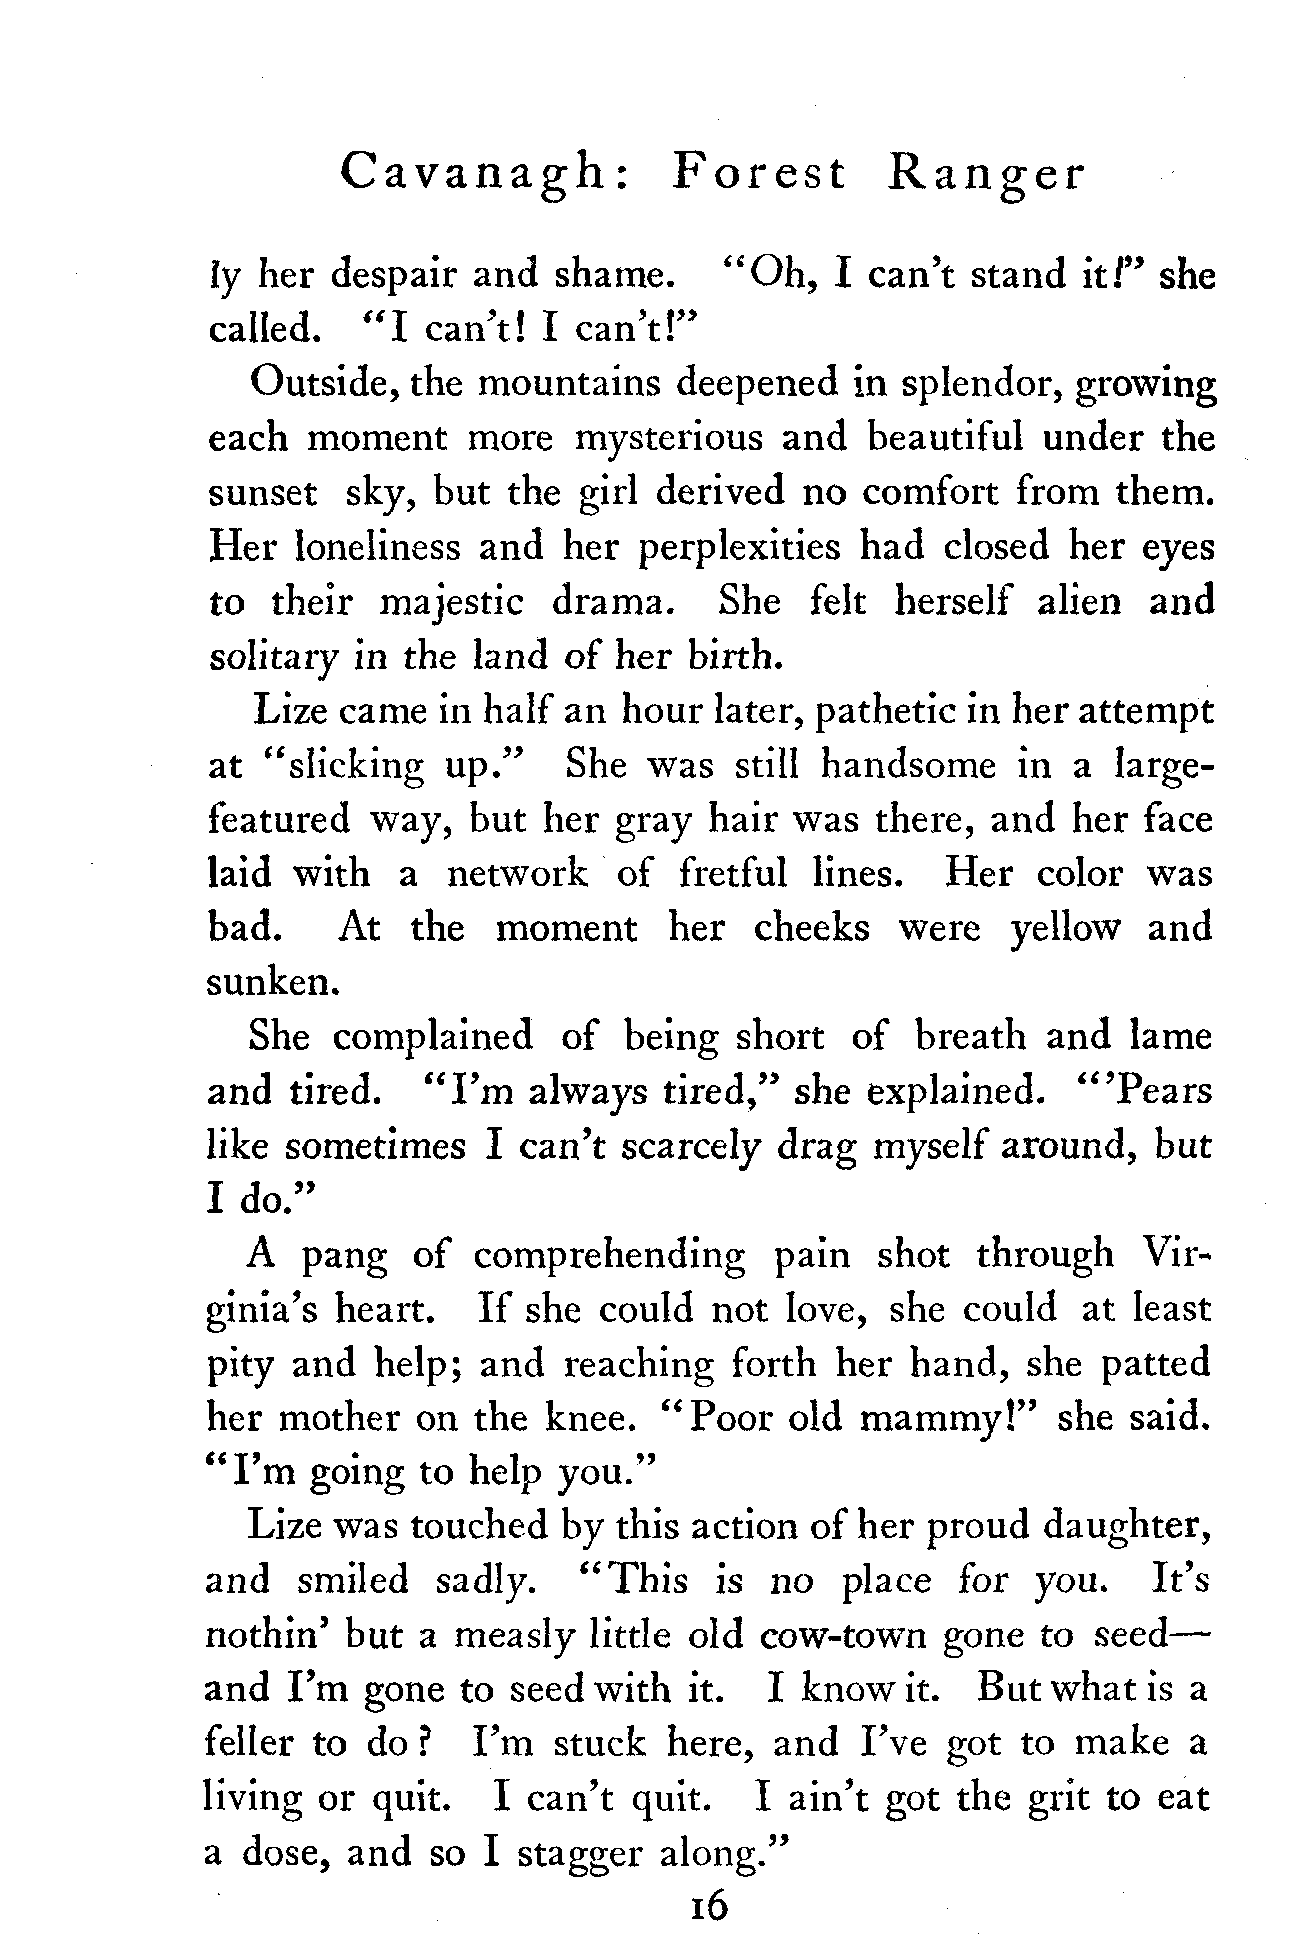 Cavanagh: Forest Ranger
ly her despair and shame. "Oh, I can't stand it!" she
called. "I can't! I can't!"
Outside, the mountains deepened in splendor, growing
each moment more mysterious and beautiful under the
sunset sky, but the girl derived no comfort from them.
Her loneliness and her perplexities had closed her eyes
to their majestic drama. She felt herself alien and
solitary in the land of her birth.
Lize came in half an hour later, pathetic in her attempt
at "slicking up." She was still handsome in a large-
featured way, but her gray hair was there, and her face
laid with a network of fretful lines. Her color was
bad. At the moment her cheeks were yellow and
sunken.
She complained of being short of breath and lame
and tired. "I'm always tired," she explained. "'Pears
like sometimes I can't scarcely drag myself around, but
I do."
A pang of comprehending pain shot through Vir-
ginia's heart. If she could not love, she could at least
pity and help; and reaching forth her hand, she patted
her mother on the knee. "Poor old mammy!" she said.
"I'm going to help you."
Lize was touched by this action of her proud daughter,
and smiled sadly. "This is no place for you. It's
nothin' but a measly little old cow-town gone to seed—
and I'm gone to seed with it. I know it. But what is a
feller to do? I'm stuck here, and I've got to make a
living or quit. I can't quit. I ain't got the grit to eat
a dose, and so I stagger along."
16